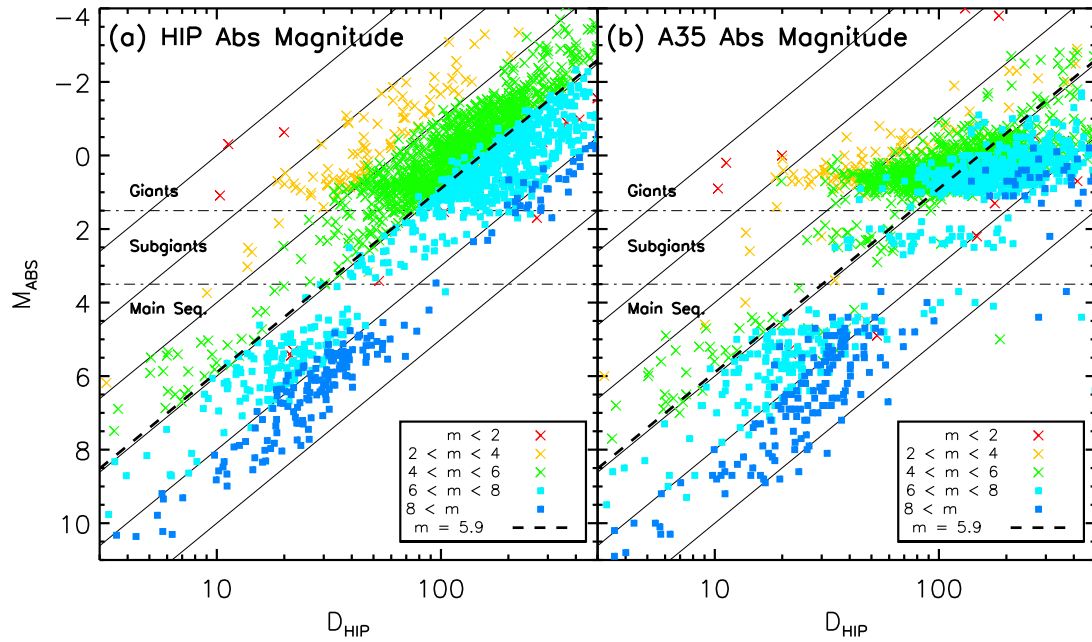 (a) HIP Abs Magnitude
(b) A35 Abs Magnitude
-4
-2
0
2
4
6
8
10
M_ABS
Giants
Subgiants
Main Seq.
Giants
Subgiants
Main Seq.
m < 2
2 < m < 4
4 < m < 6
6 < m < 8
8 < m
m = 5.9
m < 2
2 < m < 4
4 < m < 6
6 < m < 8
8 < m
m = 5.9
10
100
10
100
D_HIP
D_HIP